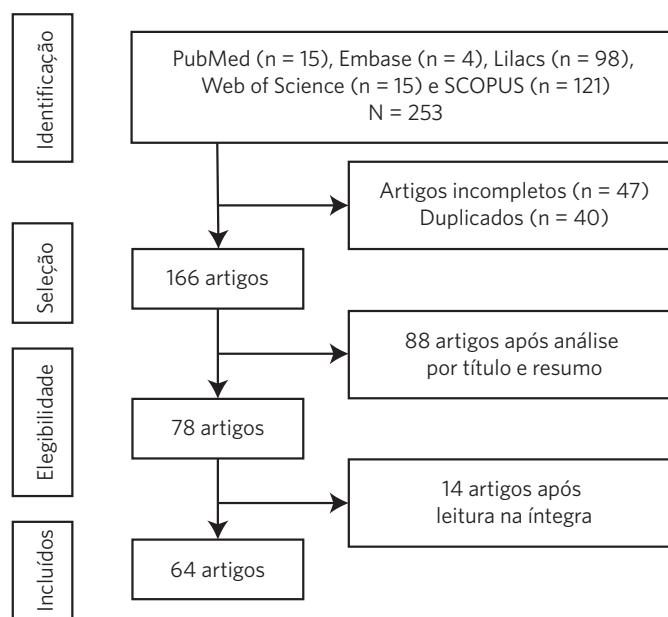 Identificação
PubMed (n = 15), Embase (n = 4), Lilacs (n = 98),
Web of Science (n = 15) e SCOPUS (n = 121)
N = 253
Artigos incompletos (n = 47)
Duplicados (n = 40)
Seleção
166 artigos
88 artigos após análise
por título e resumo
Elegibilidade
78 artigos
14 artigos após
leitura na íntegra
Incluídos
64 artigos